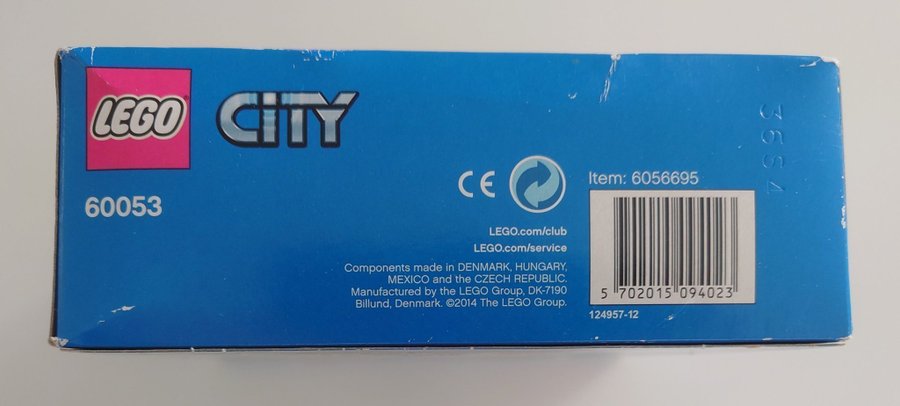 LEGO
CITY
60053
CE
Item: 6056695
LEGO.com/club
LEGO.com/service
Components made in DENMARK, HUNGARY,
MEXICO and the CZECH REPUBLIC.
Manufactured by the LEGO Group, DK-7190
Billund, Denmark. ©2014 The LEGO Group.
5 702015 094023
124957-12